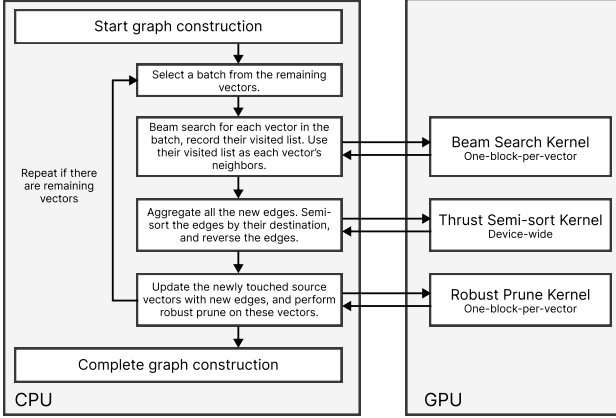 Start graph construction
Select a batch from the remaining
vectors.
Beam search for each vector in the
batch, record their visited list. Use
their visited list as each vector's
neighbors.
Repeat if there
are remaining
vectors
Aggregate all the new edges. Semi-
sort the edges by their destination,
and reverse the edges.
Update the newly touched source
vectors with new edges, and perform
robust prune on these vectors.
Complete graph construction
CPU
Beam Search Kernel
One-block-per-vector
Thrust Semi-sort Kernel
Device-wide
Robust Prune Kernel
One-block-per-vector
GPU